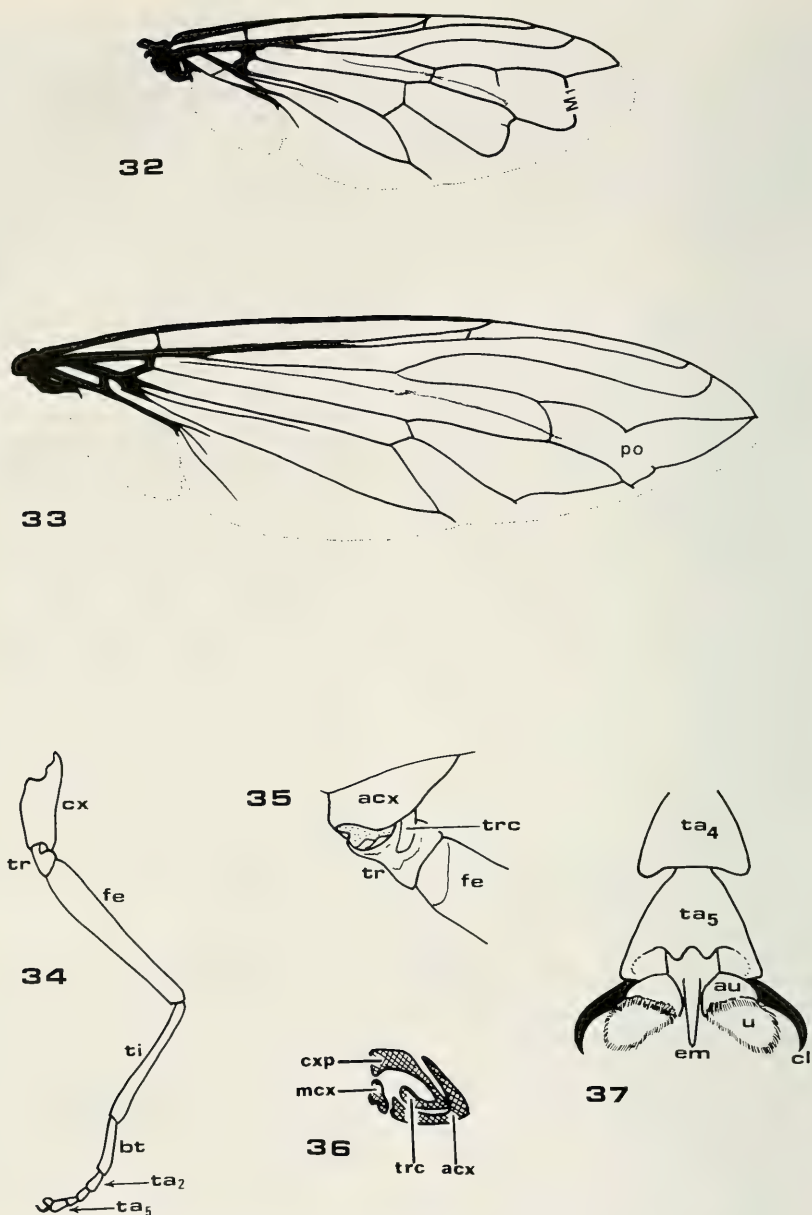 M₁
32
po
33
cx
tr
fe
34
ti
bt
ta₂
ta₅
35
acx
trc
tr
fe
cxp
mcx
36
trc acx
ta₄
ta₅
au
u
em
cl
37